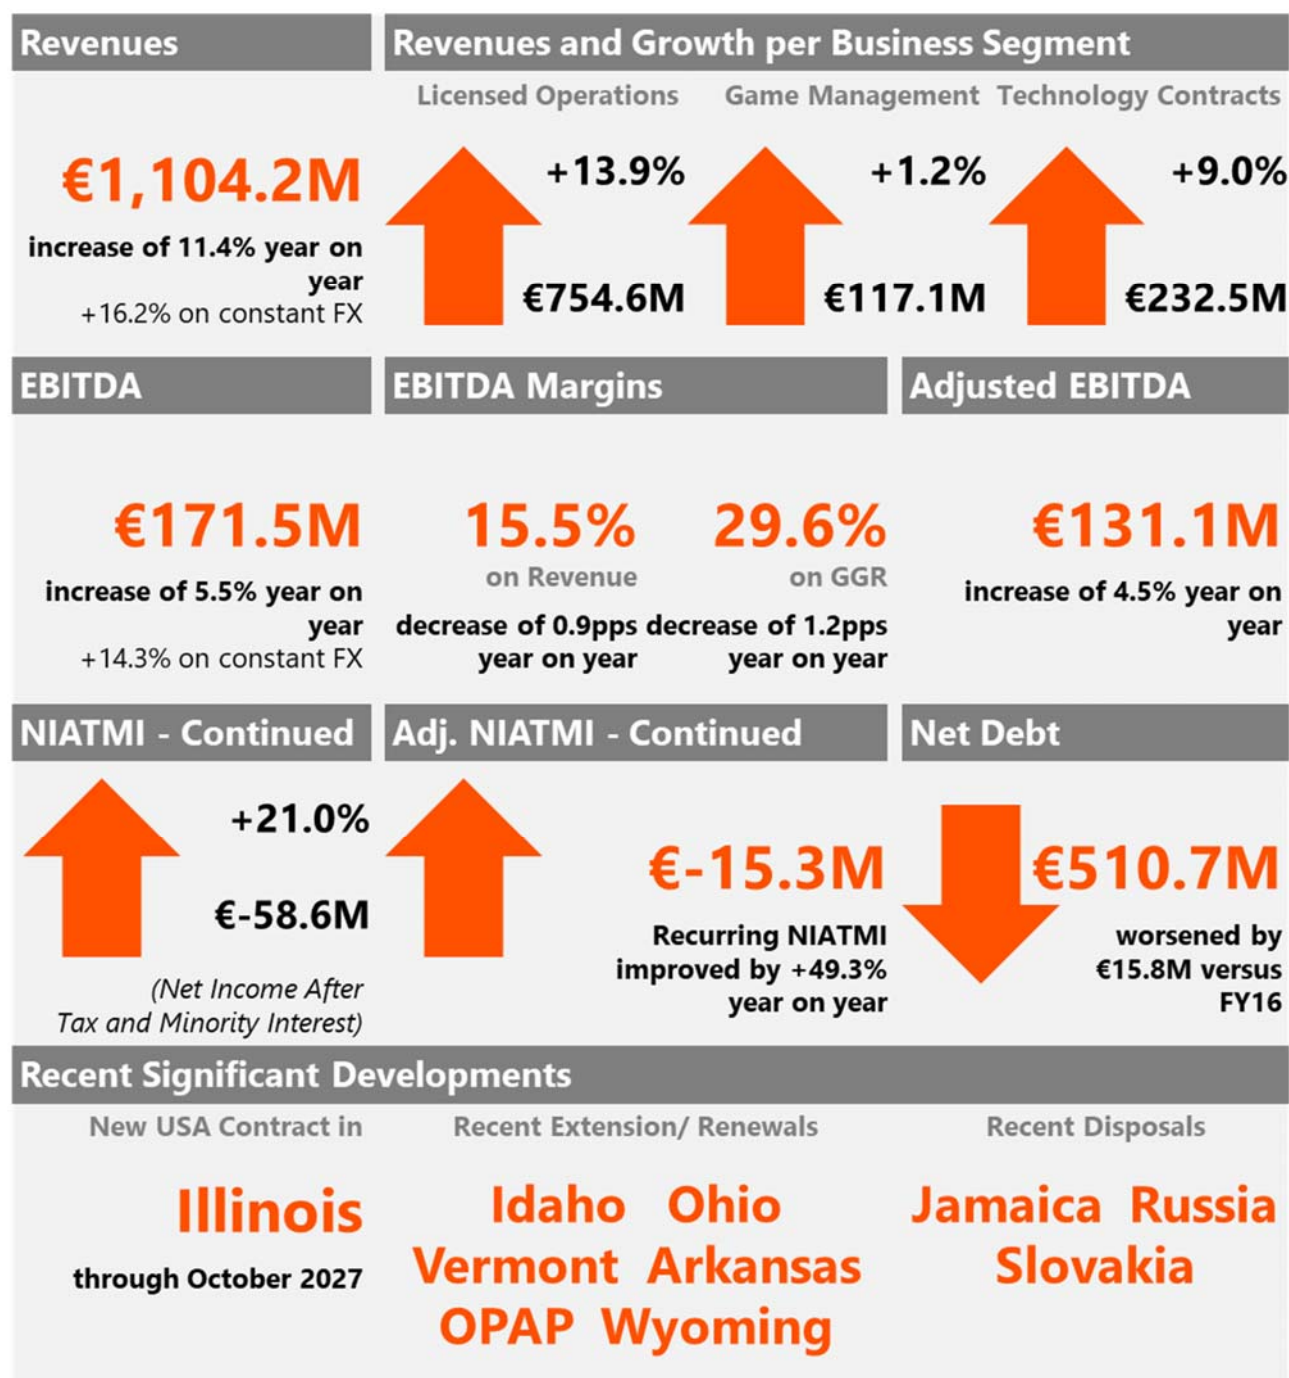 Revenues
€1,104.2M
increase of 11.4% year on
year
+16.2% on constant FX
Revenues and Growth per Business Segment
Licensed Operations
+13.9%
€754.6M
Game Management
+1.2%
€117.1M
Technology Contracts
+9.0%
€232.5M
EBITDA
€171.5M
increase of 5.5% year on
year
+14.3% on constant FX
EBITDA Margins
15.5%
on Revenue
decrease of 0.9pps
year on year
29.6%
on GGR
decrease of 1.2pps
year on year
Adjusted EBITDA
€131.1M
increase of 4.5% year on
year
NIATMI - Continued
+21.0%
€-58.6M
(Net Income After
Tax and Minority Interest)
Adj. NIATMI - Continued
€-15.3M
Recurring NIATMI
improved by +49.3%
year on year
Net Debt
€510.7M
worsened by
€15.8M versus
FY16
Recent Significant Developments
New USA Contract in
Illinois
through October 2027
Recent Extension/ Renewals
Idaho Ohio
Vermont Arkansas
OPAP Wyoming
Recent Disposals
Jamaica Russia
Slovakia